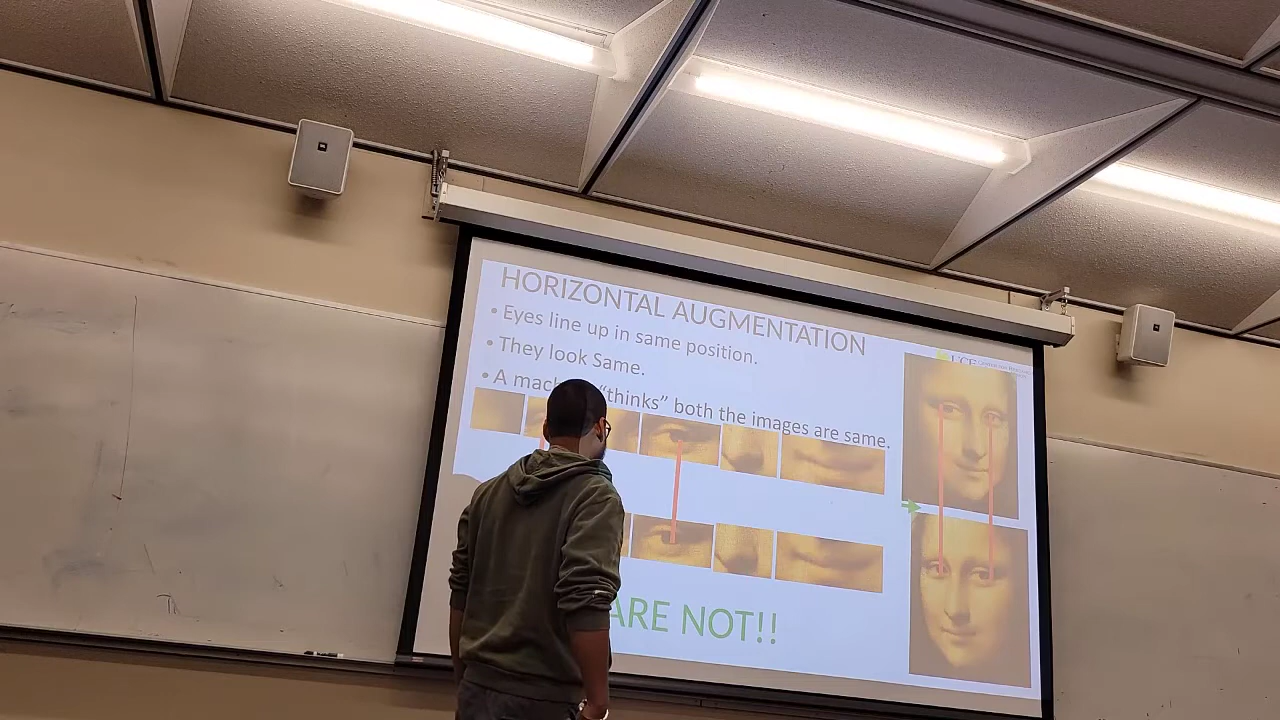 HORIZONTAL AUGMENTATION
• Eyes line up in same position.
• They look Same.
• A mach "thinks" both the images are same.
ARE NOT!!